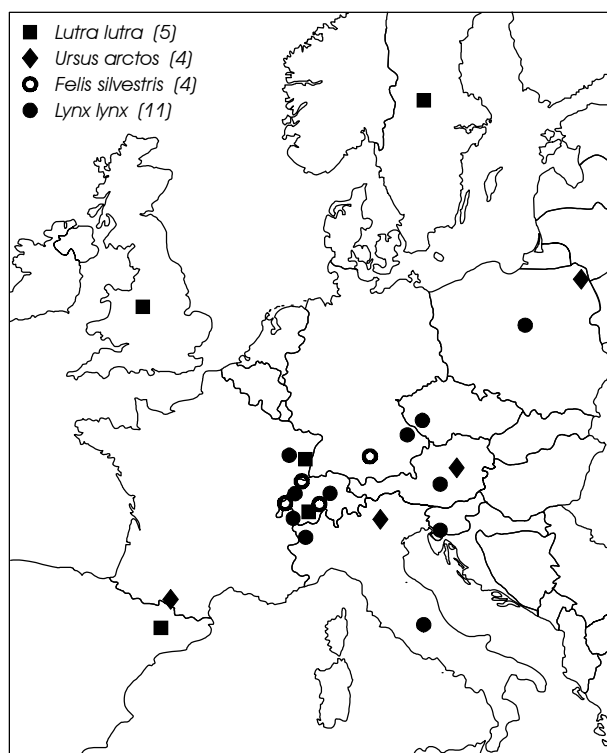 Lutra lutra (5)
Ursus arctos (4)
Felis silvestris (4)
Lynx lynx (11)